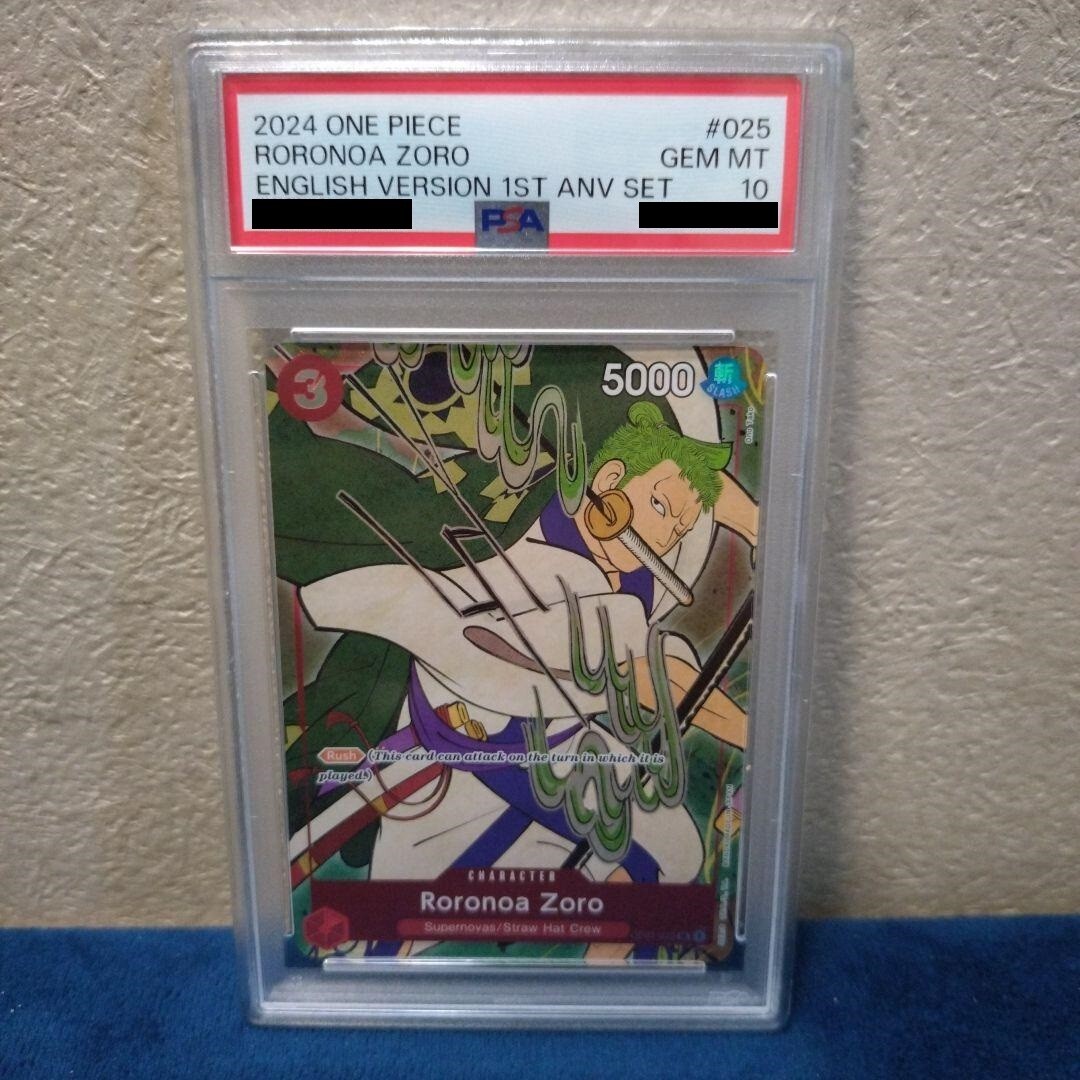 2024 ONE PIECE #025
RORONOA ZORO GEM MT
ENGLISH VERSION 1ST ANV SET 10
PSA
3
5000 斬
SLASH
Rush (This card can attack on the turn in which it is
played.)
CHARACTER
Roronoa Zoro
Supernovas/Straw Hat Crew